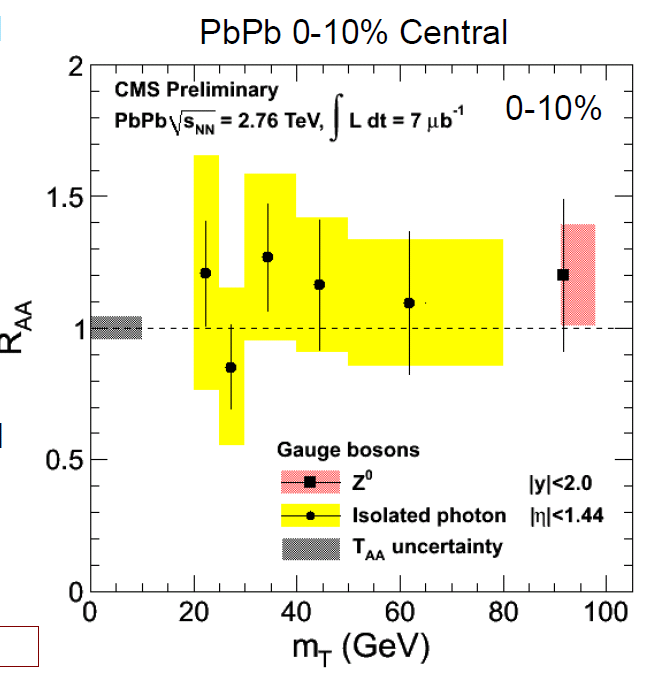 PbPb 0-10% Central
CMS Preliminary
PbPb √sNN = 2.76 TeV, ∫ L dt = 7 μb-1
0-10%
2
1.5
1
0.5
0
RAA
Gauge bosons
Z0 |y|<2.0
Isolated photon |η|<1.44
TAA uncertainty
0 20 40 60 80 100
mT (GeV)